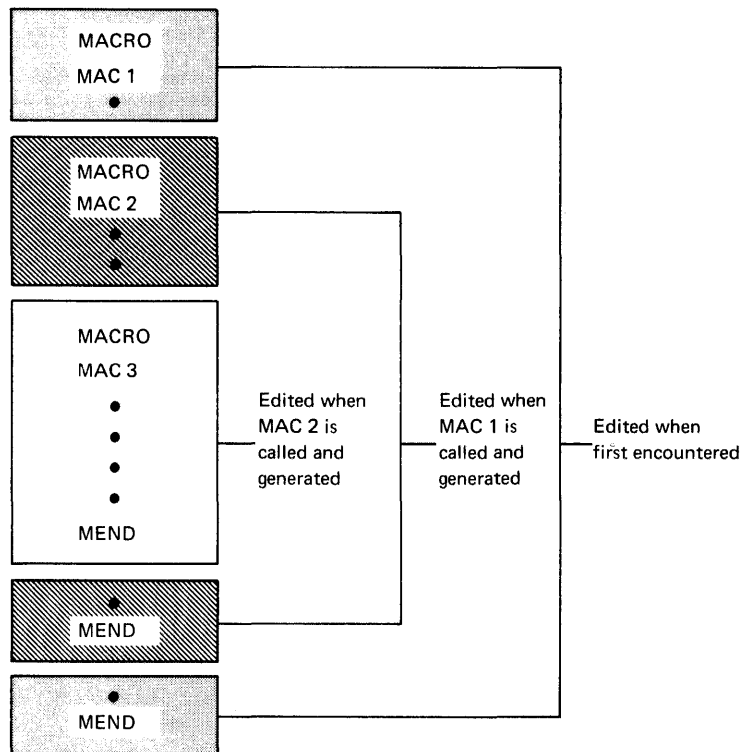 MACRO
MAC 1
MACRO
MAC 2
MACRO
MAC 3
MEND
MEND
MEND
Edited when
MAC 2 is
called and
generated
Edited when
MAC 1 is
called and
generated
Edited when
first encountered